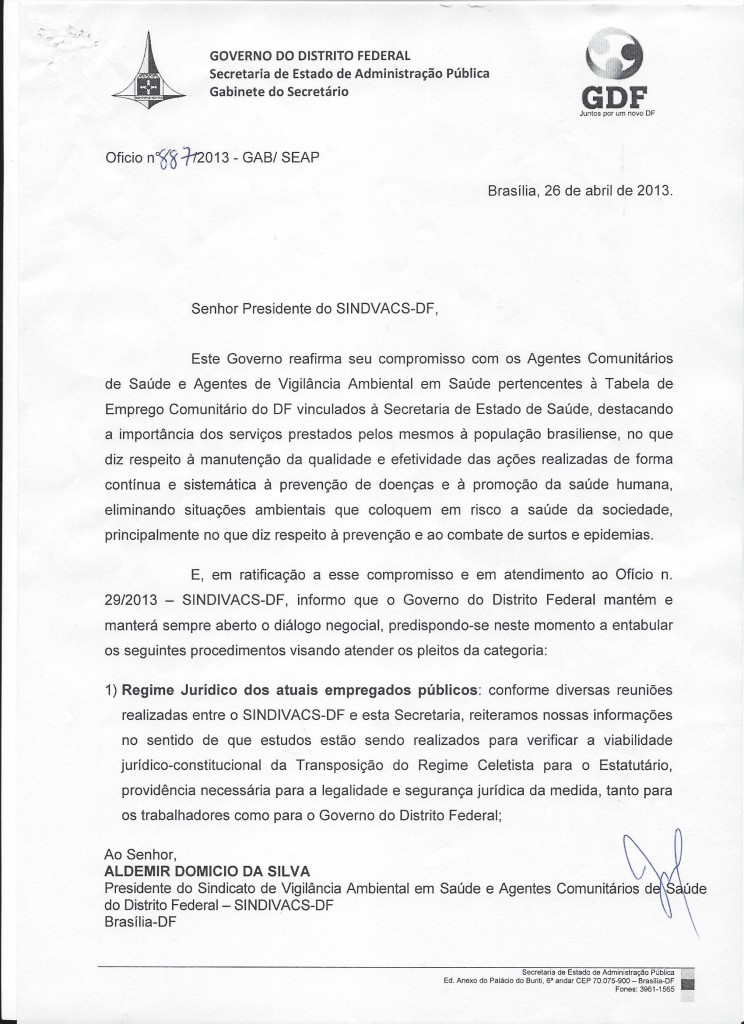 GOVERNO DO DISTRITO FEDERAL
Secretaria de Estado de Administração Pública
Gabinete do Secretário
GDF
Juntos por um novo DF
Oficio nº 887/2013 - GAB/ SEAP
Brasília, 26 de abril de 2013.
Senhor Presidente do SINDVACS-DF,
Este Governo reafirma seu compromisso com os Agentes Comunitários
de Saúde e Agentes de Vigilância Ambiental em Saúde pertencentes à Tabela de
Emprego Comunitário do DF vinculados à Secretaria de Estado de Saúde, destacando
a importância dos serviços prestados pelos mesmos à população brasiliense, no que
diz respeito à manutenção da qualidade e efetividade das ações realizadas de forma
contínua e sistemática à prevenção de doenças e à promoção da saúde humana,
eliminando situações ambientais que coloquem em risco a saúde da sociedade,
principalmente no que diz respeito à prevenção e ao combate de surtos e epidemias.
E, em ratificação a esse compromisso e em atendimento ao Ofício n.
29/2013 – SINDIVACS-DF, informo que o Governo do Distrito Federal mantém e
manterá sempre aberto o diálogo negocial, predispondo-se neste momento a entabular
os seguintes procedimentos visando atender os pleitos da categoria:
1) Regime Jurídico dos atuais empregados públicos: conforme diversas reuniões
realizadas entre o SINDIVACS-DF e esta Secretaria, reiteramos nossas informações
no sentido de que estudos estão sendo realizados para verificar a viabilidade
jurídico-constitucional da Transposição do Regime Celetista para o Estatutário,
providência necessária para a legalidade e segurança jurídica da medida, tanto para
os trabalhadores como para o Governo do Distrito Federal;
Ao Senhor,
ALDEMIR DOMICIO DA SILVA
Presidente do Sindicato de Vigilância Ambiental em Saúde e Agentes Comunitários de Saúde
do Distrito Federal – SINDIVACS-DF
Brasília-DF
Secretaria de Estado de Administração Pública
Ed. Anexo do Palácio do Buriti, 6º andar CEP 70.075-900 – Brasília-DF
Fones: 3961-1565